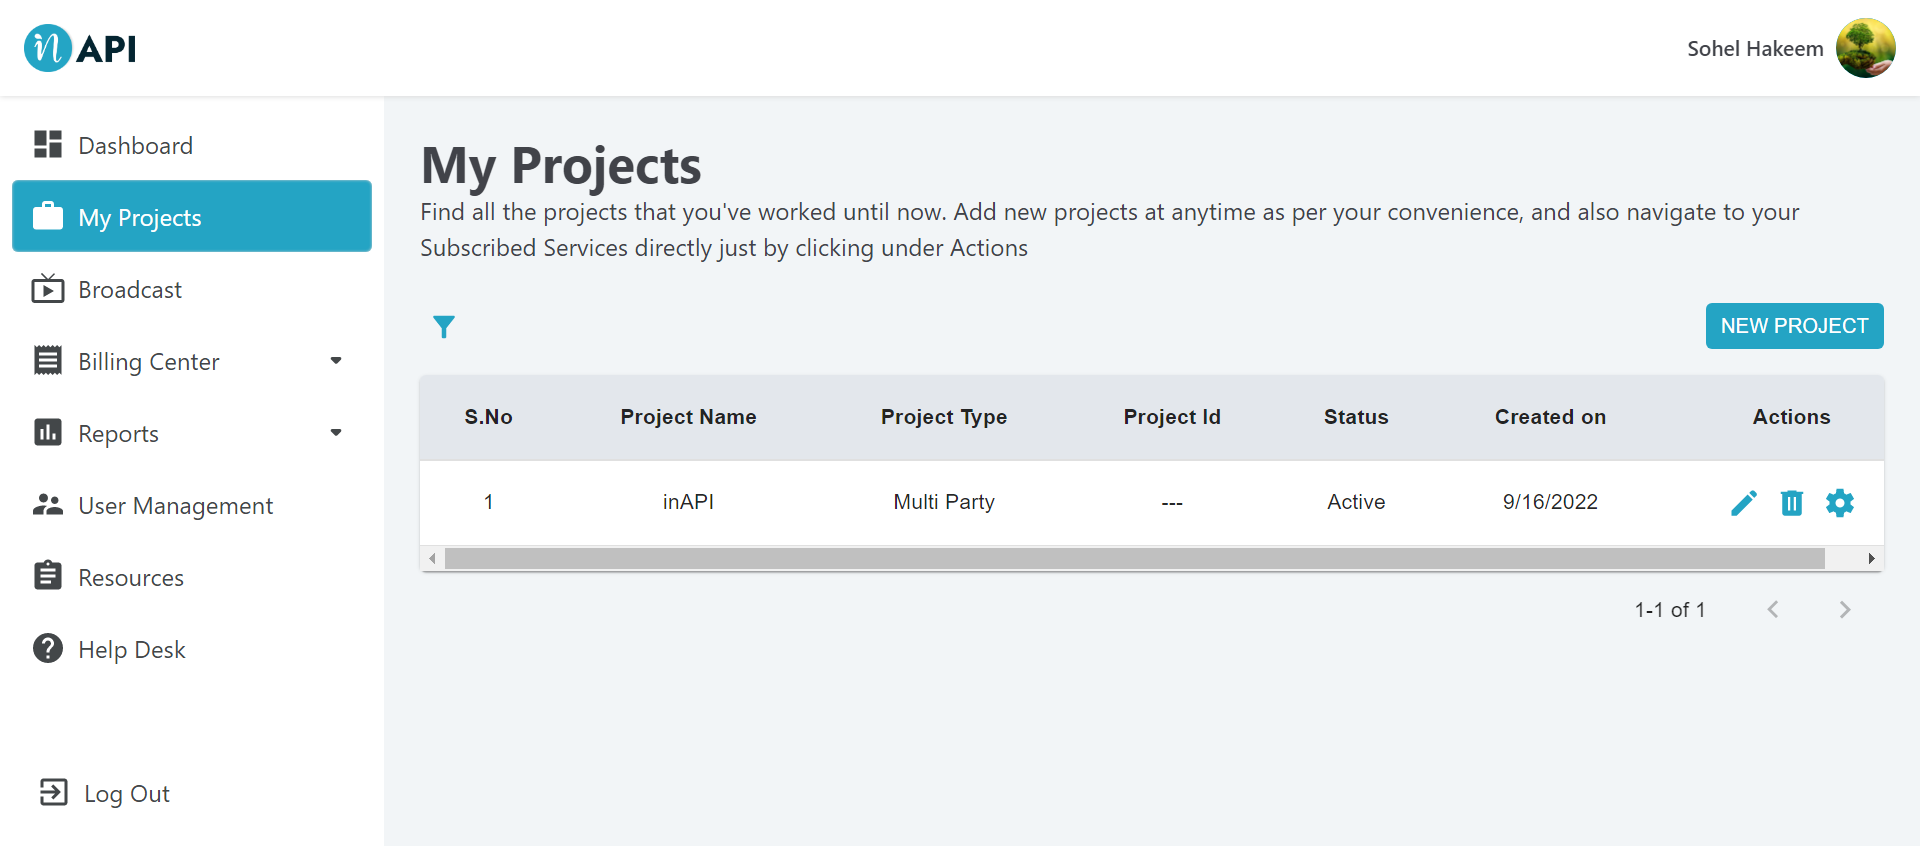 in API
Sohel Hakeem
Dashboard
My Projects
Broadcast
Billing Center
Reports
User Management
Resources
Help Desk
Log Out
My Projects
Find all the projects that you've worked until now. Add new projects at anytime as per your convenience, and also navigate to your
Subscribed Services directly just by clicking under Actions
NEW PROJECT
S.No Project Name Project Type Project Id Status Created on Actions
1 inAPI Multi Party --- Active 9/16/2022
1-1 of 1